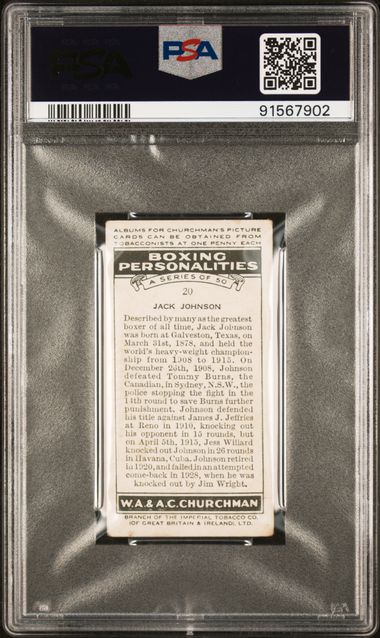 PSA
PSA
91567902
ALBUMS FOR CHURCHMAN'S PICTURE
CARDS CAN BE OBTAINED FROM
TOBACCONISTS AT ONE PENNY EACH
BOXING
PERSONALITIES
A SERIES OF 50
20
JACK JOHNSON
Described by many as the greatest
boxer of all time, Jack Johnson
was born at Galveston, Texas, on
March 31st, 1878, and held the
world's heavy-weight champion-
ship from 1908 to 1915. On
December 26th, 1908, Johnson
defeated Tommy Burns, the
Canadian, in Sydney, N.S.W., the
police stopping the fight in the
14th round to save Burns further
punishment. Johnson defended
his title against James J. Jeffries
at Reno in 1910, knocking out
his opponent in 15 rounds, but
on April 5th, 1915, Jess Willard
knocked out Johnson in 26 rounds
in Havana, Cuba. Johnson retired
in 1920, and failed in an attempted
come-back in 1928, when he was
knocked out by Jim Wright.
W.A. & A.C. CHURCHMAN
BRANCH OF THE IMPERIAL TOBACCO CO.
(OF GREAT BRITAIN & IRELAND), LTD.